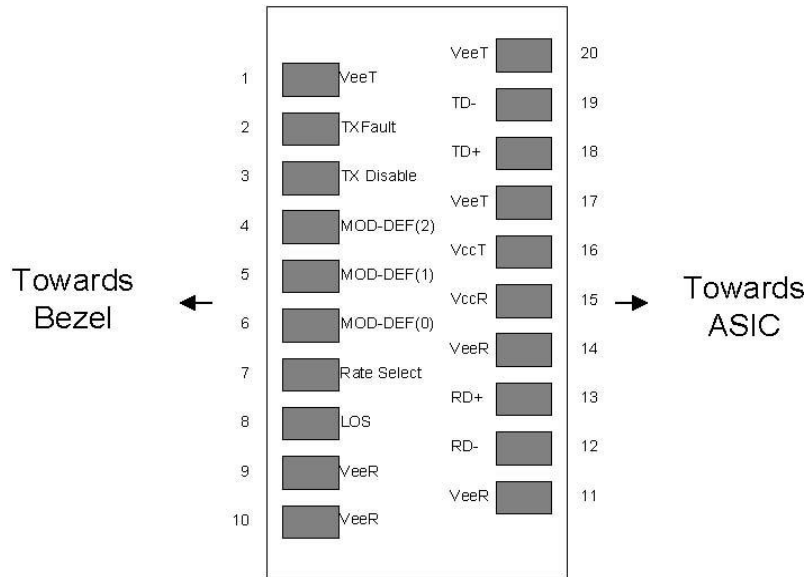 VeeT 20
1 VeeT
TD- 19
2 TXFault
TD+ 18
3 TX Disable
VeeT 17
4 MOD-DEF(2)
VccT 16
5 MOD-DEF(1)
Towards
Bezel
VccR 15
Towards
ASIC
6 MOD-DEF(0)
VeeR 14
7 Rate Select
RD+ 13
8 LOS
RD- 12
9 VeeR
VeeR 11
10 VeeR